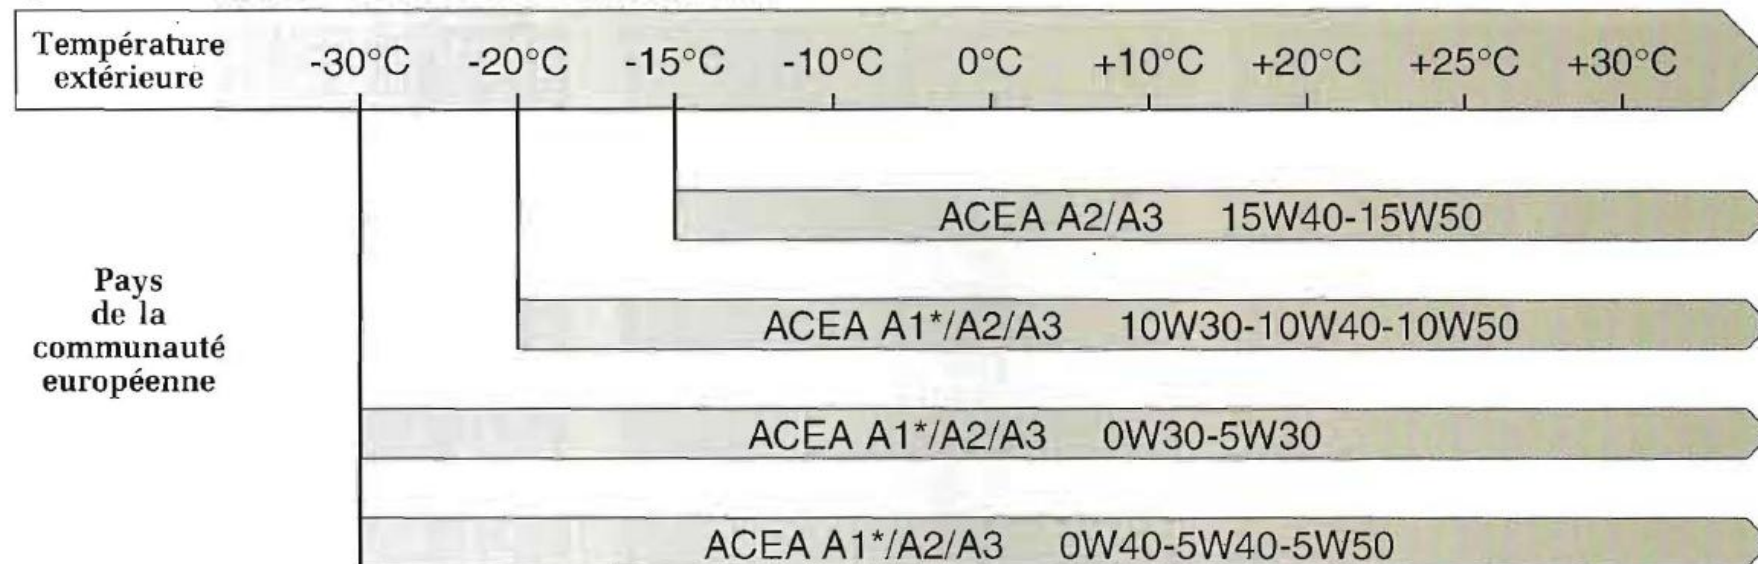 Température
extérieure
-30°C -20°C -15°C -10°C 0°C +10°C +20°C +25°C +30°C
ACEA A2/A3 15W40-15W50
Pays
de la
communauté
européenne
ACEA A1*/A2/A3 10W30-10W40-10W50
ACEA A1*/A2/A3 0W30-5W30
ACEA A1*/A2/A3 0W40-5W40-5W50